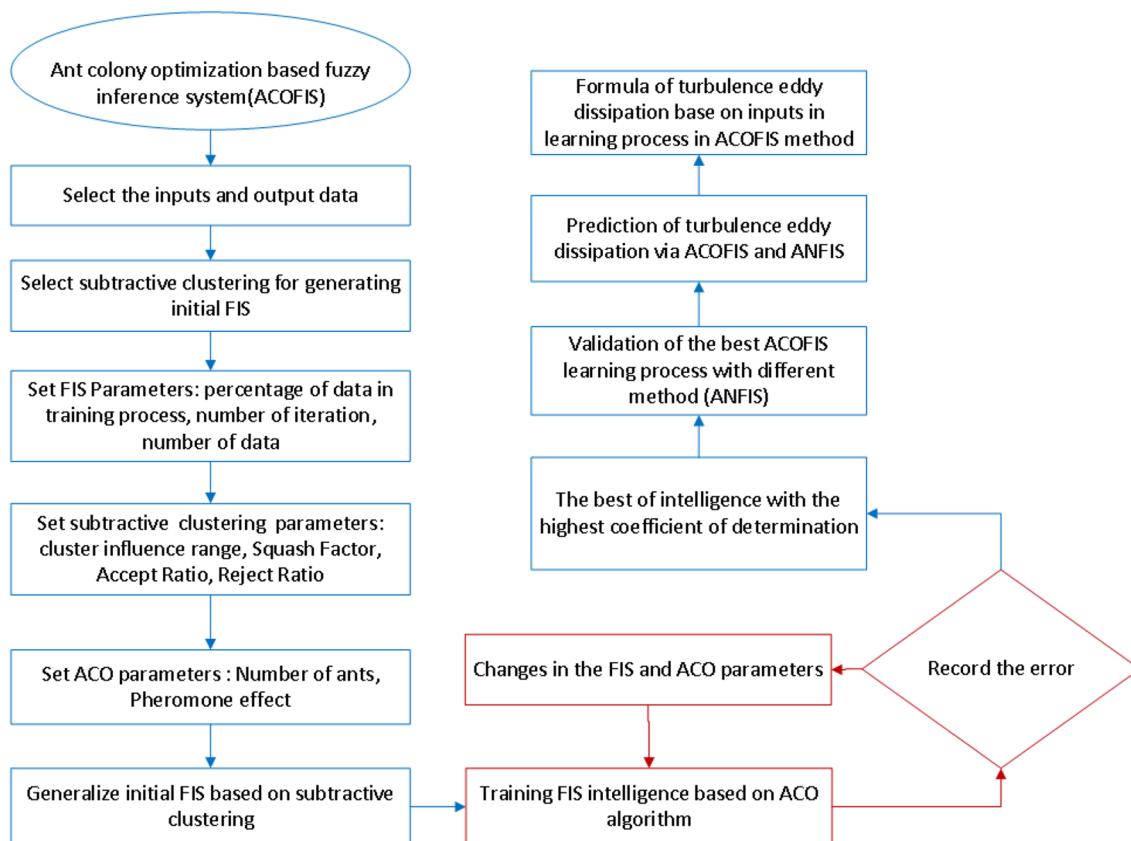 Ant colony optimization based fuzzy
inference system(ACOFIS)
Select the inputs and output data
Select subtractive clustering for generating
initial FIS
Set FIS Parameters: percentage of data in
training process, number of iteration,
number of data
Set subtractive clustering parameters:
cluster influence range, Squash Factor,
Accept Ratio, Reject Ratio
Set ACO parameters : Number of ants,
Pheromone effect
Generalize initial FIS based on subtractive
clustering
Training FIS intelligence based on ACO
algorithm
Changes in the FIS and ACO parameters
Record the error
The best of intelligence with the
highest coefficient of determination
Validation of the best ACOFIS
learning process with different
method (ANFIS)
Prediction of turbulence eddy
dissipation via ACOFIS and ANFIS
Formula of turbulence eddy
dissipation base on inputs in
learning process in ACOFIS method